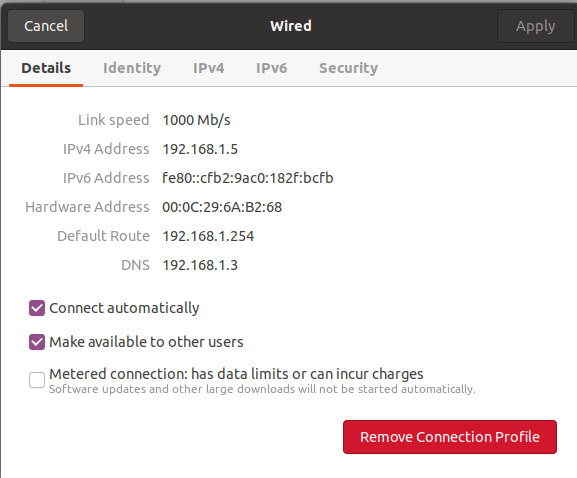 Cancel Wired Apply
Details Identity IPv4 IPv6 Security
Link speed 1000 Mb/s
IPv4 Address 192.168.1.5
IPv6 Address fe80::cfb2:9ac0:182f:bcfb
Hardware Address 00:0C:29:6A:B2:68
Default Route 192.168.1.254
DNS 192.168.1.3
Connect automatically
Make available to other users
Metered connection: has data limits or can incur charges
Software updates and other large downloads will not be started automatically.
Remove Connection Profile